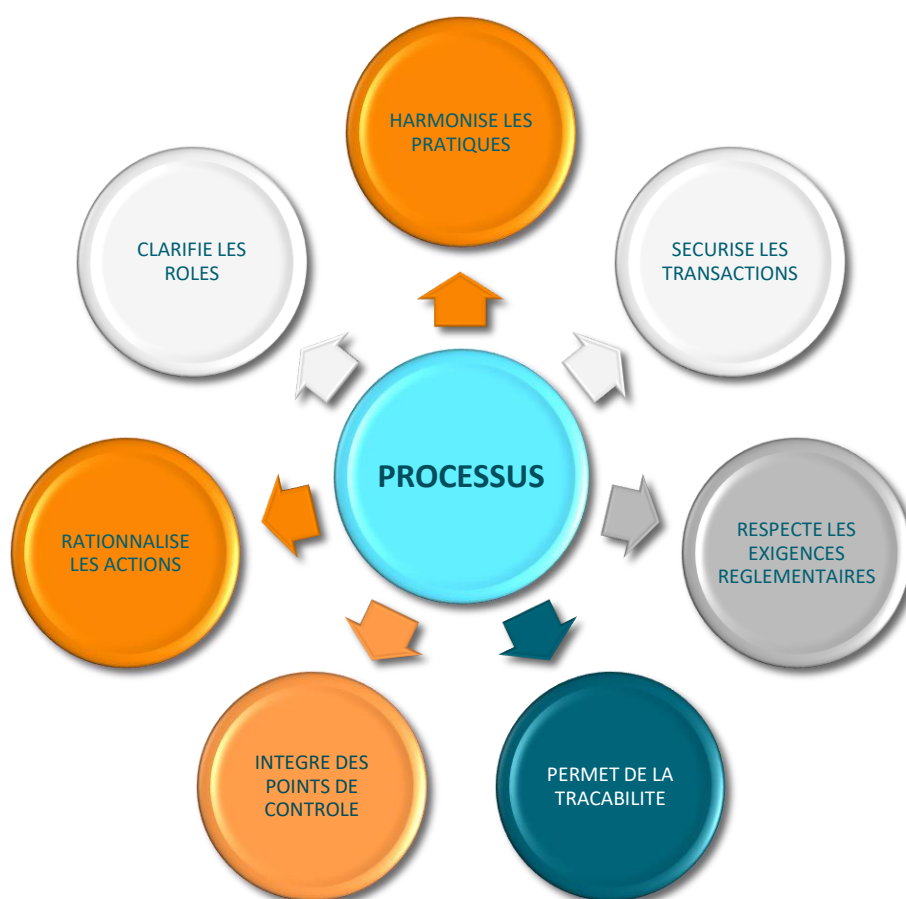 HARMONISE LES
PRATIQUES
CLARIFIE LES
ROLES
SECURISE LES
TRANSACTIONS
PROCESSUS
RATIONNALISE
LES ACTIONS
RESPECTE LES
EXIGENCES
REGLEMENTAIRES
INTEGRE DES
POINTS DE
CONTROLE
PERMET DE LA
TRACABILITE